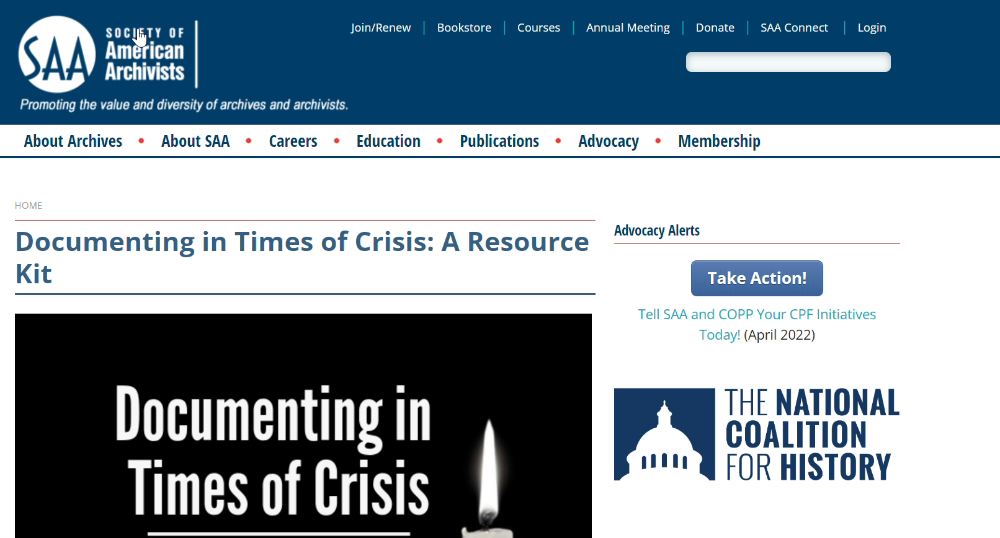 SAA
SOCIETY OF
American
Archivists
Promoting the value and diversity of archives and archivists.
Join/Renew | Bookstore | Courses | Annual Meeting | Donate | SAA Connect | Login
About Archives • About SAA • Careers • Education • Publications • Advocacy • Membership
HOME
Documenting in Times of Crisis: A Resource
Kit
Documenting in
Times of Crisis
Advocacy Alerts
Take Action!
Tell SAA and COPP Your CPF Initiatives
Today! (April 2022)
THE NATIONAL
COALITION
FOR HISTORY